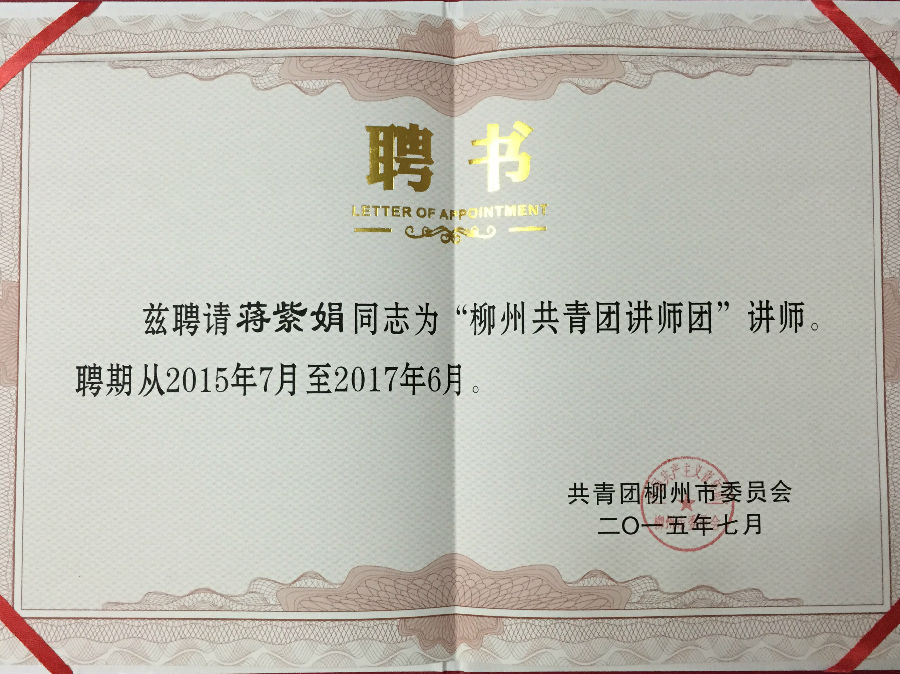 聘书
LETTER OF APPOINTMENT
兹聘请蒋紫娟同志为“柳州共青团讲师团”讲师。
聘期从2015年7月至2017年6月。
共青团柳州市委员会
二〇一五年七月